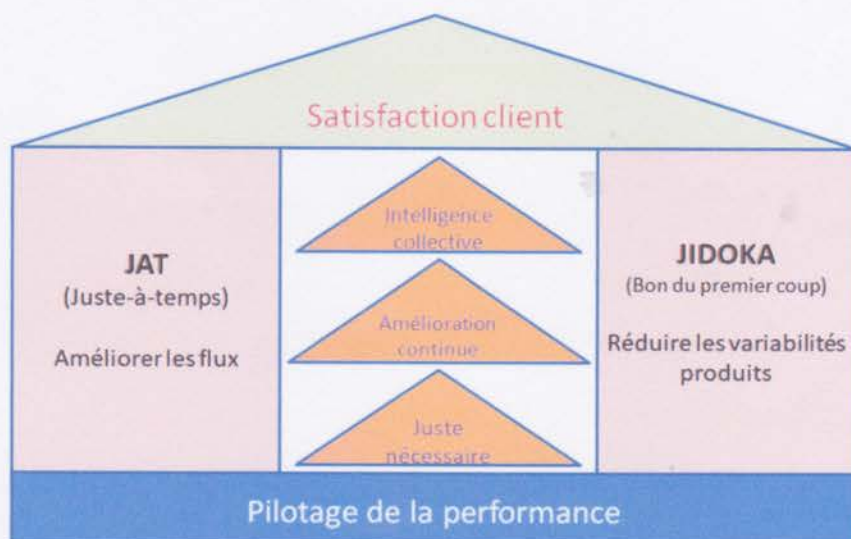 Satisfaction client
JAT
(Juste-à-temps)
Améliorer les flux
Intelligence
collective
Amélioration
continue
Juste
nécessaire
JIDOKA
(Bon du premier coup)
Réduire les variabilités
produits
Pilotage de la performance